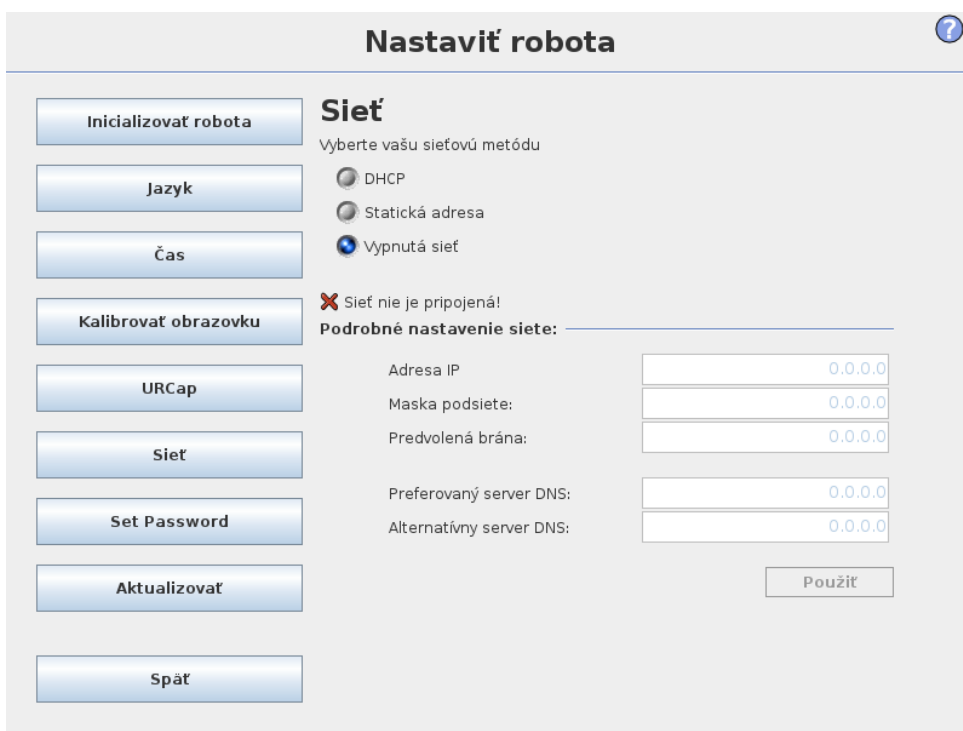 Nastaviť robota
?
Inicializovať robota
Jazyk
Čas
Kalibrovať obrazovku
URCap
Sieť
Set Password
Aktualizovať
Späť
Sieť
Vyberte vašu sieťovú metódu
DHCP
Statická adresa
Vypnutá sieť
Sieť nie je pripojená!
Podrobné nastavenie siete:
Adresa IP 0.0.0.0
Maska podsiete: 0.0.0.0
Predvolená brána: 0.0.0.0
Preferovaný server DNS: 0.0.0.0
Alternatívny server DNS: 0.0.0.0
Použiť